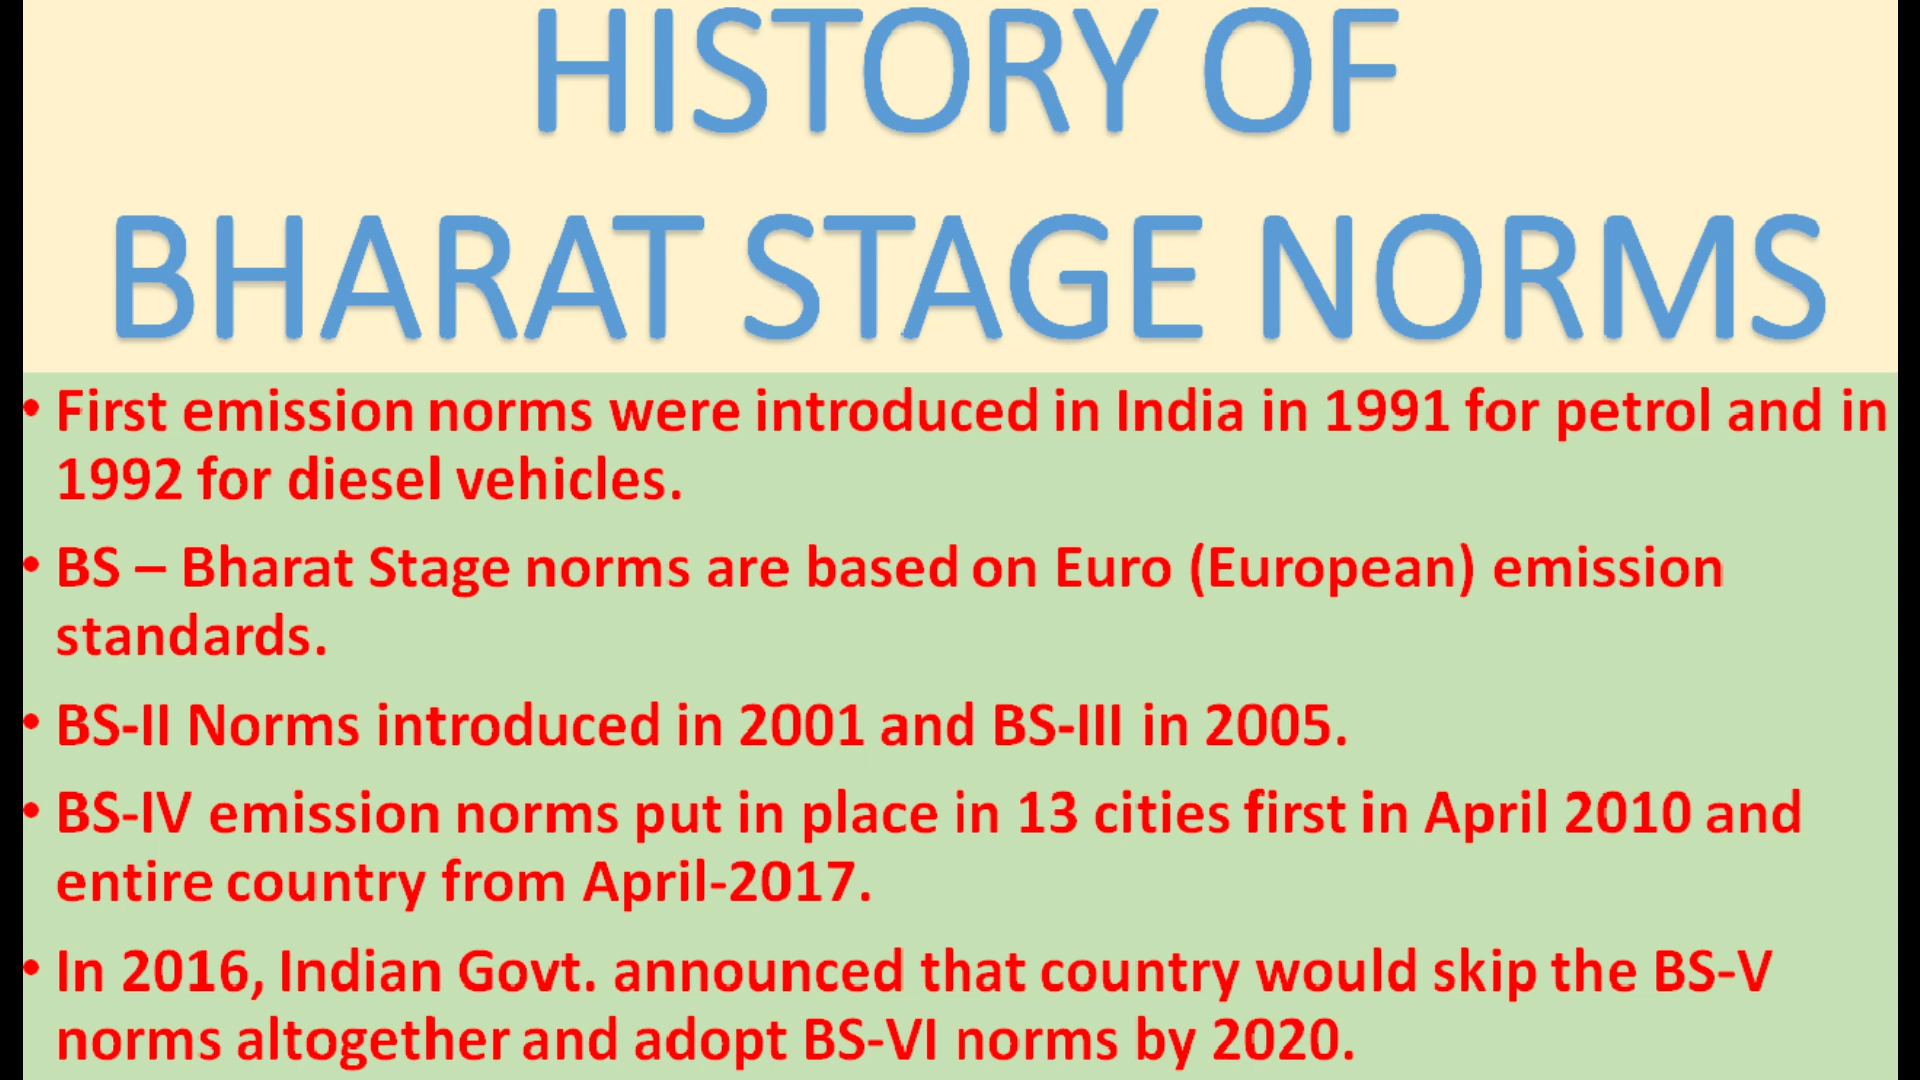 HISTORY OF
BHARAT STAGE NORMS
• First emission norms were introduced in India in 1991 for petrol and in
1992 for diesel vehicles.
• BS – Bharat Stage norms are based on Euro (European) emission
standards.
• BS-II Norms introduced in 2001 and BS-III in 2005.
• BS-IV emission norms put in place in 13 cities first in April 2010 and
entire country from April-2017.
• In 2016, Indian Govt. announced that country would skip the BS-V
norms altogether and adopt BS-VI norms by 2020.